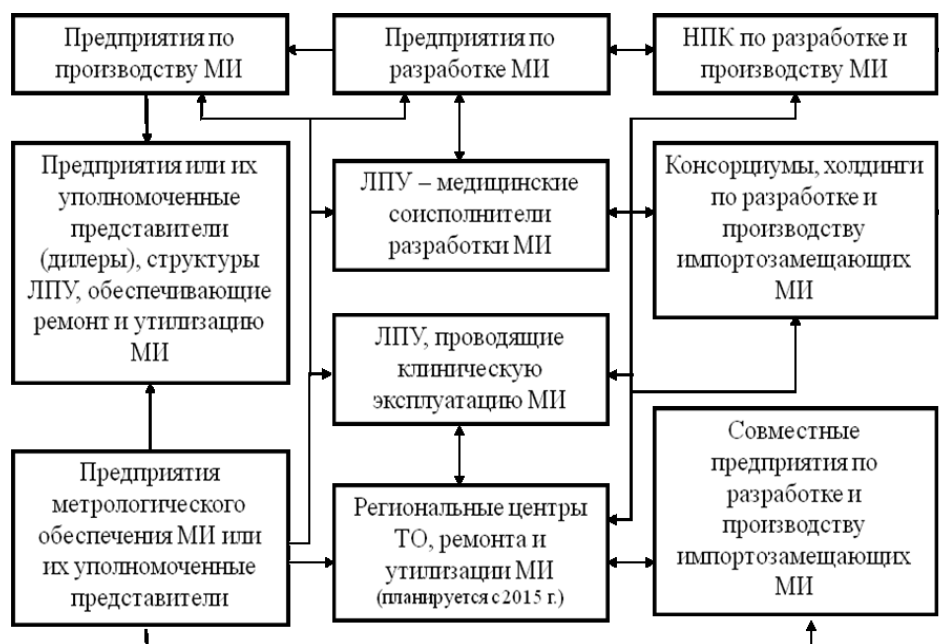 Предприятия по
производству МИ
Предприятия по
разработке МИ
НПК по разработке и
производству МИ
Предприятия или их
уполномоченные
представители
(дилеры), структуры
ЛПУ, обеспечивающие
ремонт и утилизацию
МИ
ЛПУ – медицинские
соисполнители
разработки МИ
Консорциумы, холдинги
по разработке и
производству
импортозамещающих
МИ
ЛПУ, проводящие
клиническую
эксплуатацию МИ
Предприятия
метрологического
обеспечения МИ или
их уполномоченные
представители
Региональные центры
ТО, ремонта и
утилизации МИ
(планируется с 2015 г.)
Совместные
предприятия по
разработке и
производству
импортозамещающих
МИ